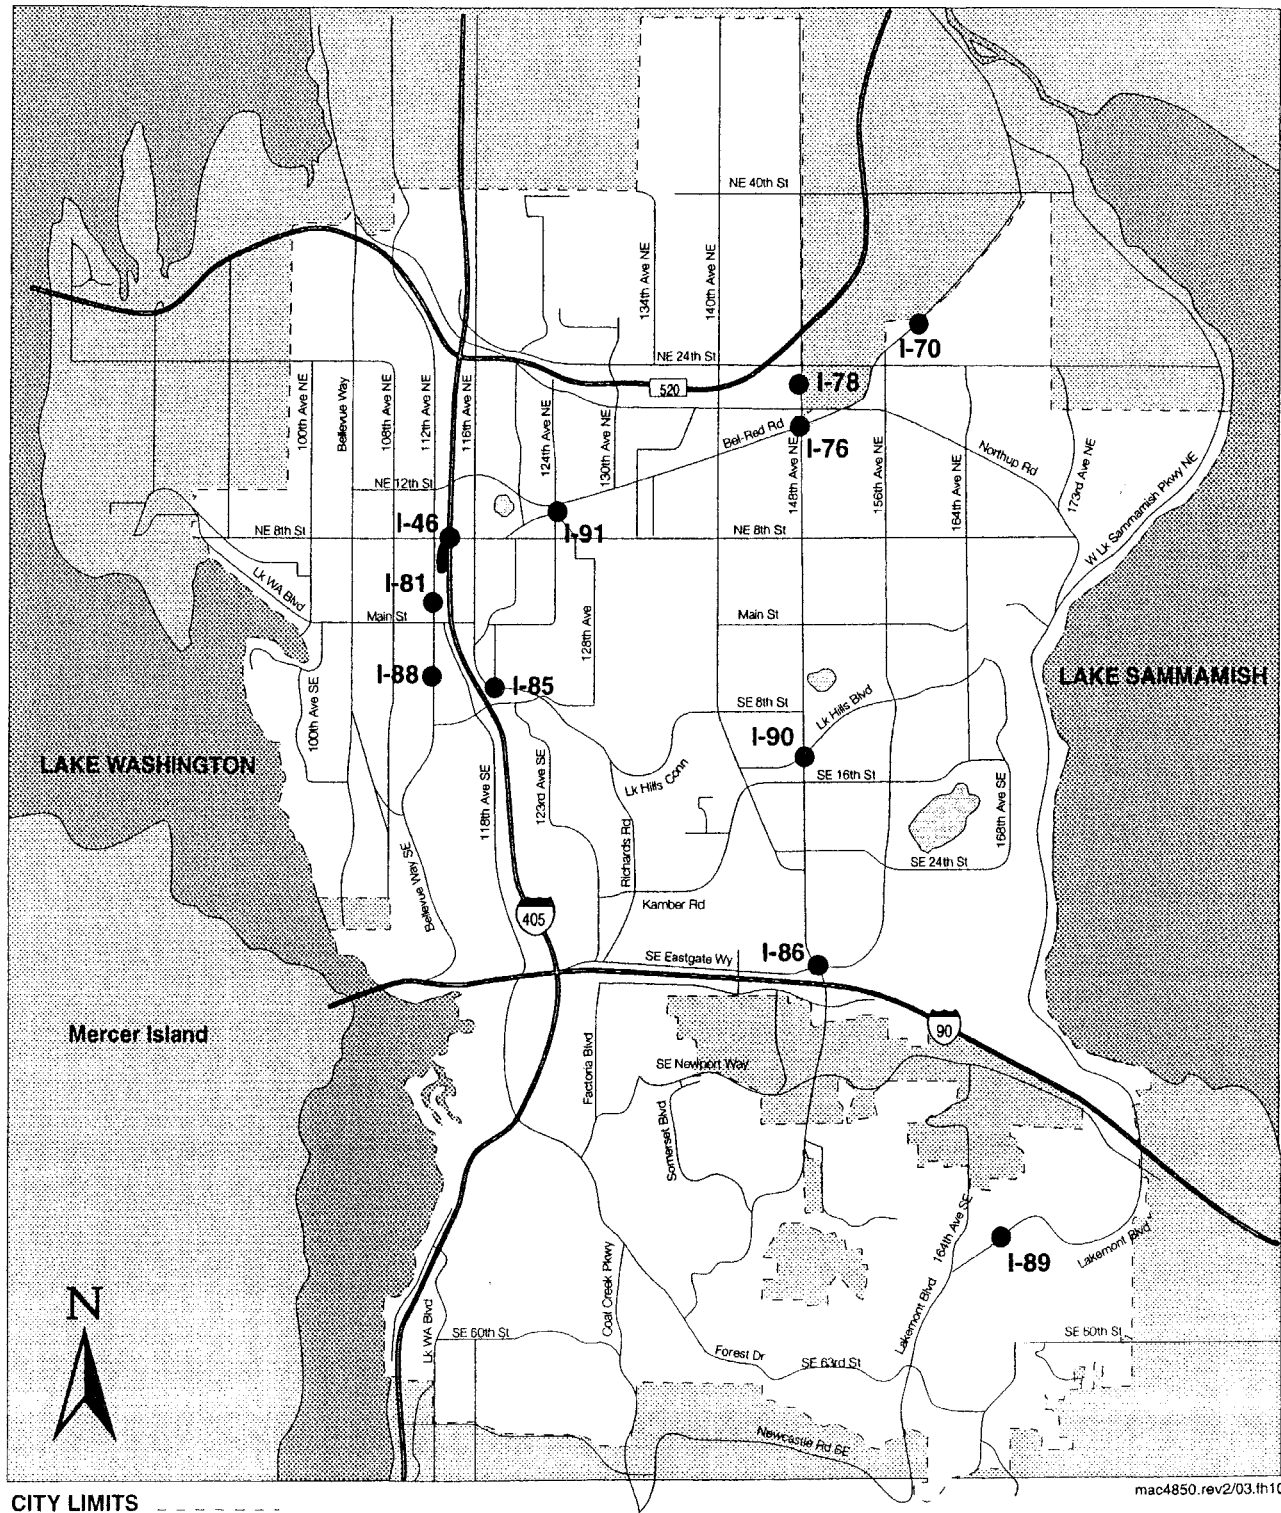 NE 40th St
134th Ave NE
140th Ave NE
I-70
NE 24th St
520
I-78
100th Ave NE
Bellevue Way
108th Ave NE
112th Ave NE
116th Ave NE
124th Ave NE
130th Ave NE
Bel-Red Rd
I-76
148th Ave NE
156th Ave NE
164th Ave NE
Northup Rd
173rd Ave NE
W Lk Sammamish Pkwy NE
NE 12th St
I-46
I-91
NE 8th St
NE 8th St
Lk WA Blvd
I-81
Main St
128th Ave
Main St
I-88
I-85
LAKE SAMMAMISH
100th Ave SE
SE 8th St
Lk Hills Blvd
I-90
LAKE WASHINGTON
118th Ave SE
123rd Ave SE
Lk Hills Conn
SE 16th St
168th Ave SE
Richards Rd
SE 24th St
Bellevue Way SE
Kamber Rd
405
I-86
SE Eastgate Wy
90
Mercer Island
Factoria Blvd
SE Newport Way
Somerset Blvd
164th Ave SE
Lakemont Blvd
I-89
Coal Creek Pkwy
Lakemont Blvd
N
Lk WA Blvd
SE 60th St
SE 60th St
Forest Dr
SE 63rd St
Newcastle Rd SE
CITY LIMITS
mac4850.rev2/03.fh10